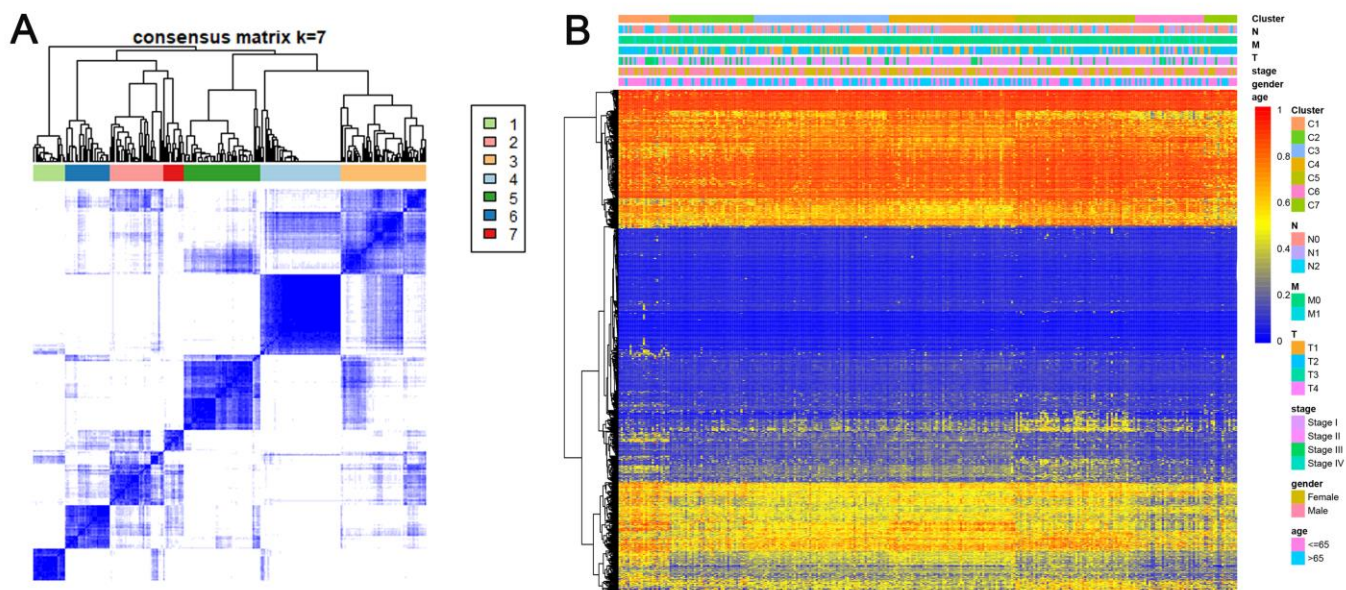 A
consensus matrix k=7
1
2
3
4
5
6
7
B
Cluster
N
M
T
stage
gender
age
1
0.8
0.6
0.4
0.2
0
Cluster
C1
C2
C3
C4
C5
C6
C7
N
N0
N1
N2
M
M0
M1
T
T1
T2
T3
T4
stage
Stage I
Stage II
Stage III
Stage IV
gender
Female
Male
age
<=65
>65